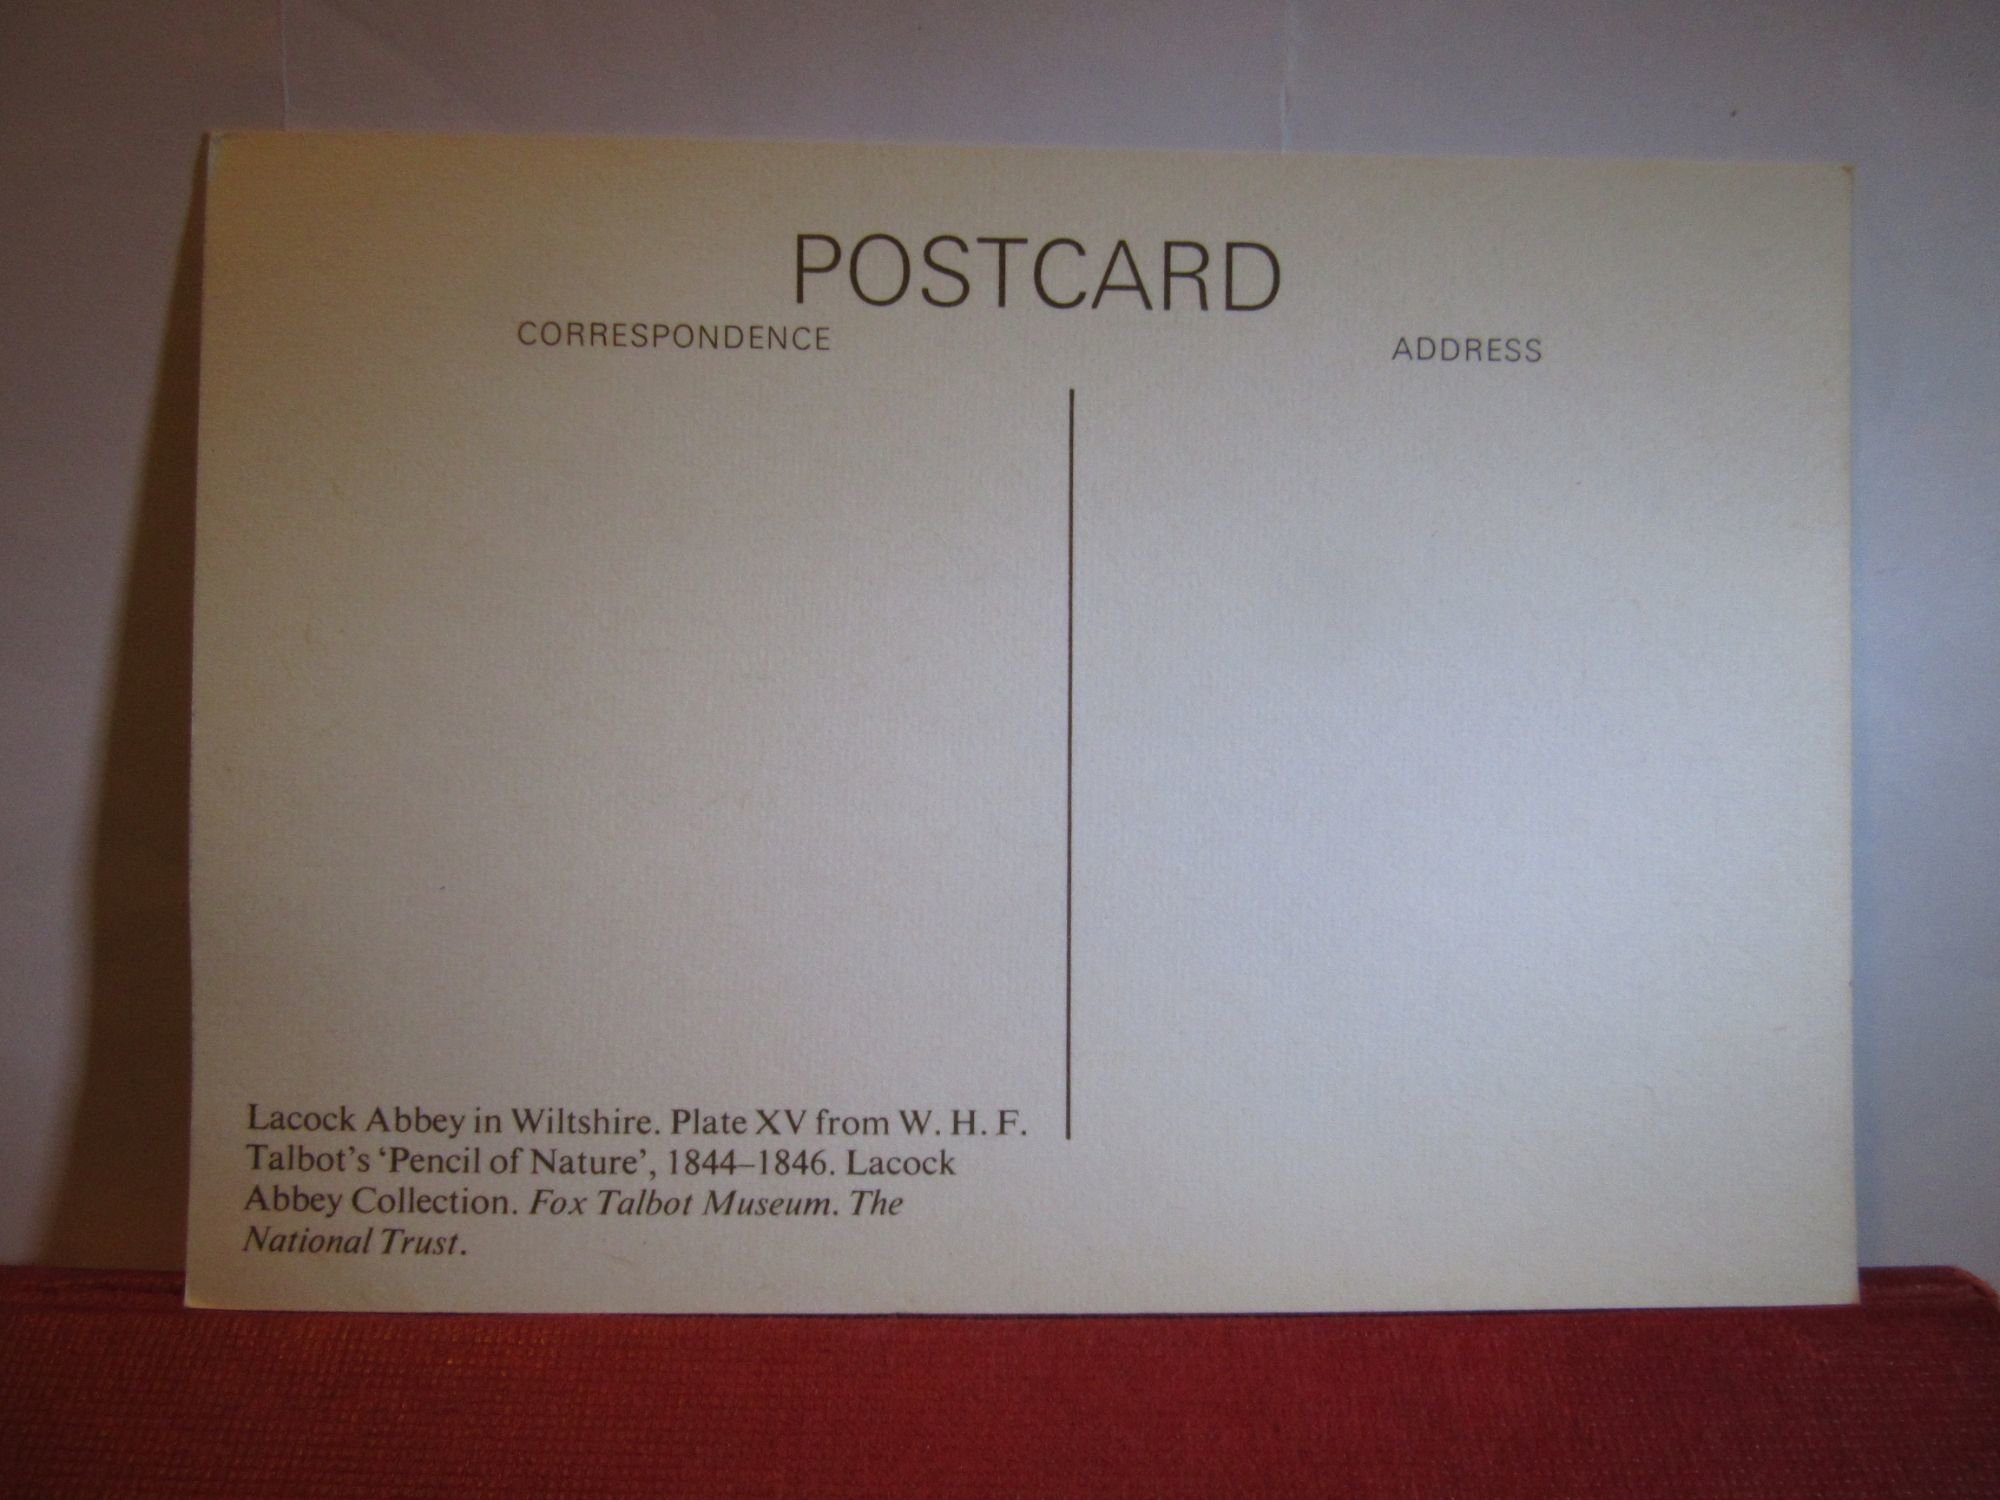 POSTCARD
CORRESPONDENCE
ADDRESS
Lacock Abbey in Wiltshire. Plate XV from W. H. F.
Talbot's ‘Pencil of Nature’, 1844–1846. Lacock
Abbey Collection. Fox Talbot Museum. The
National Trust.